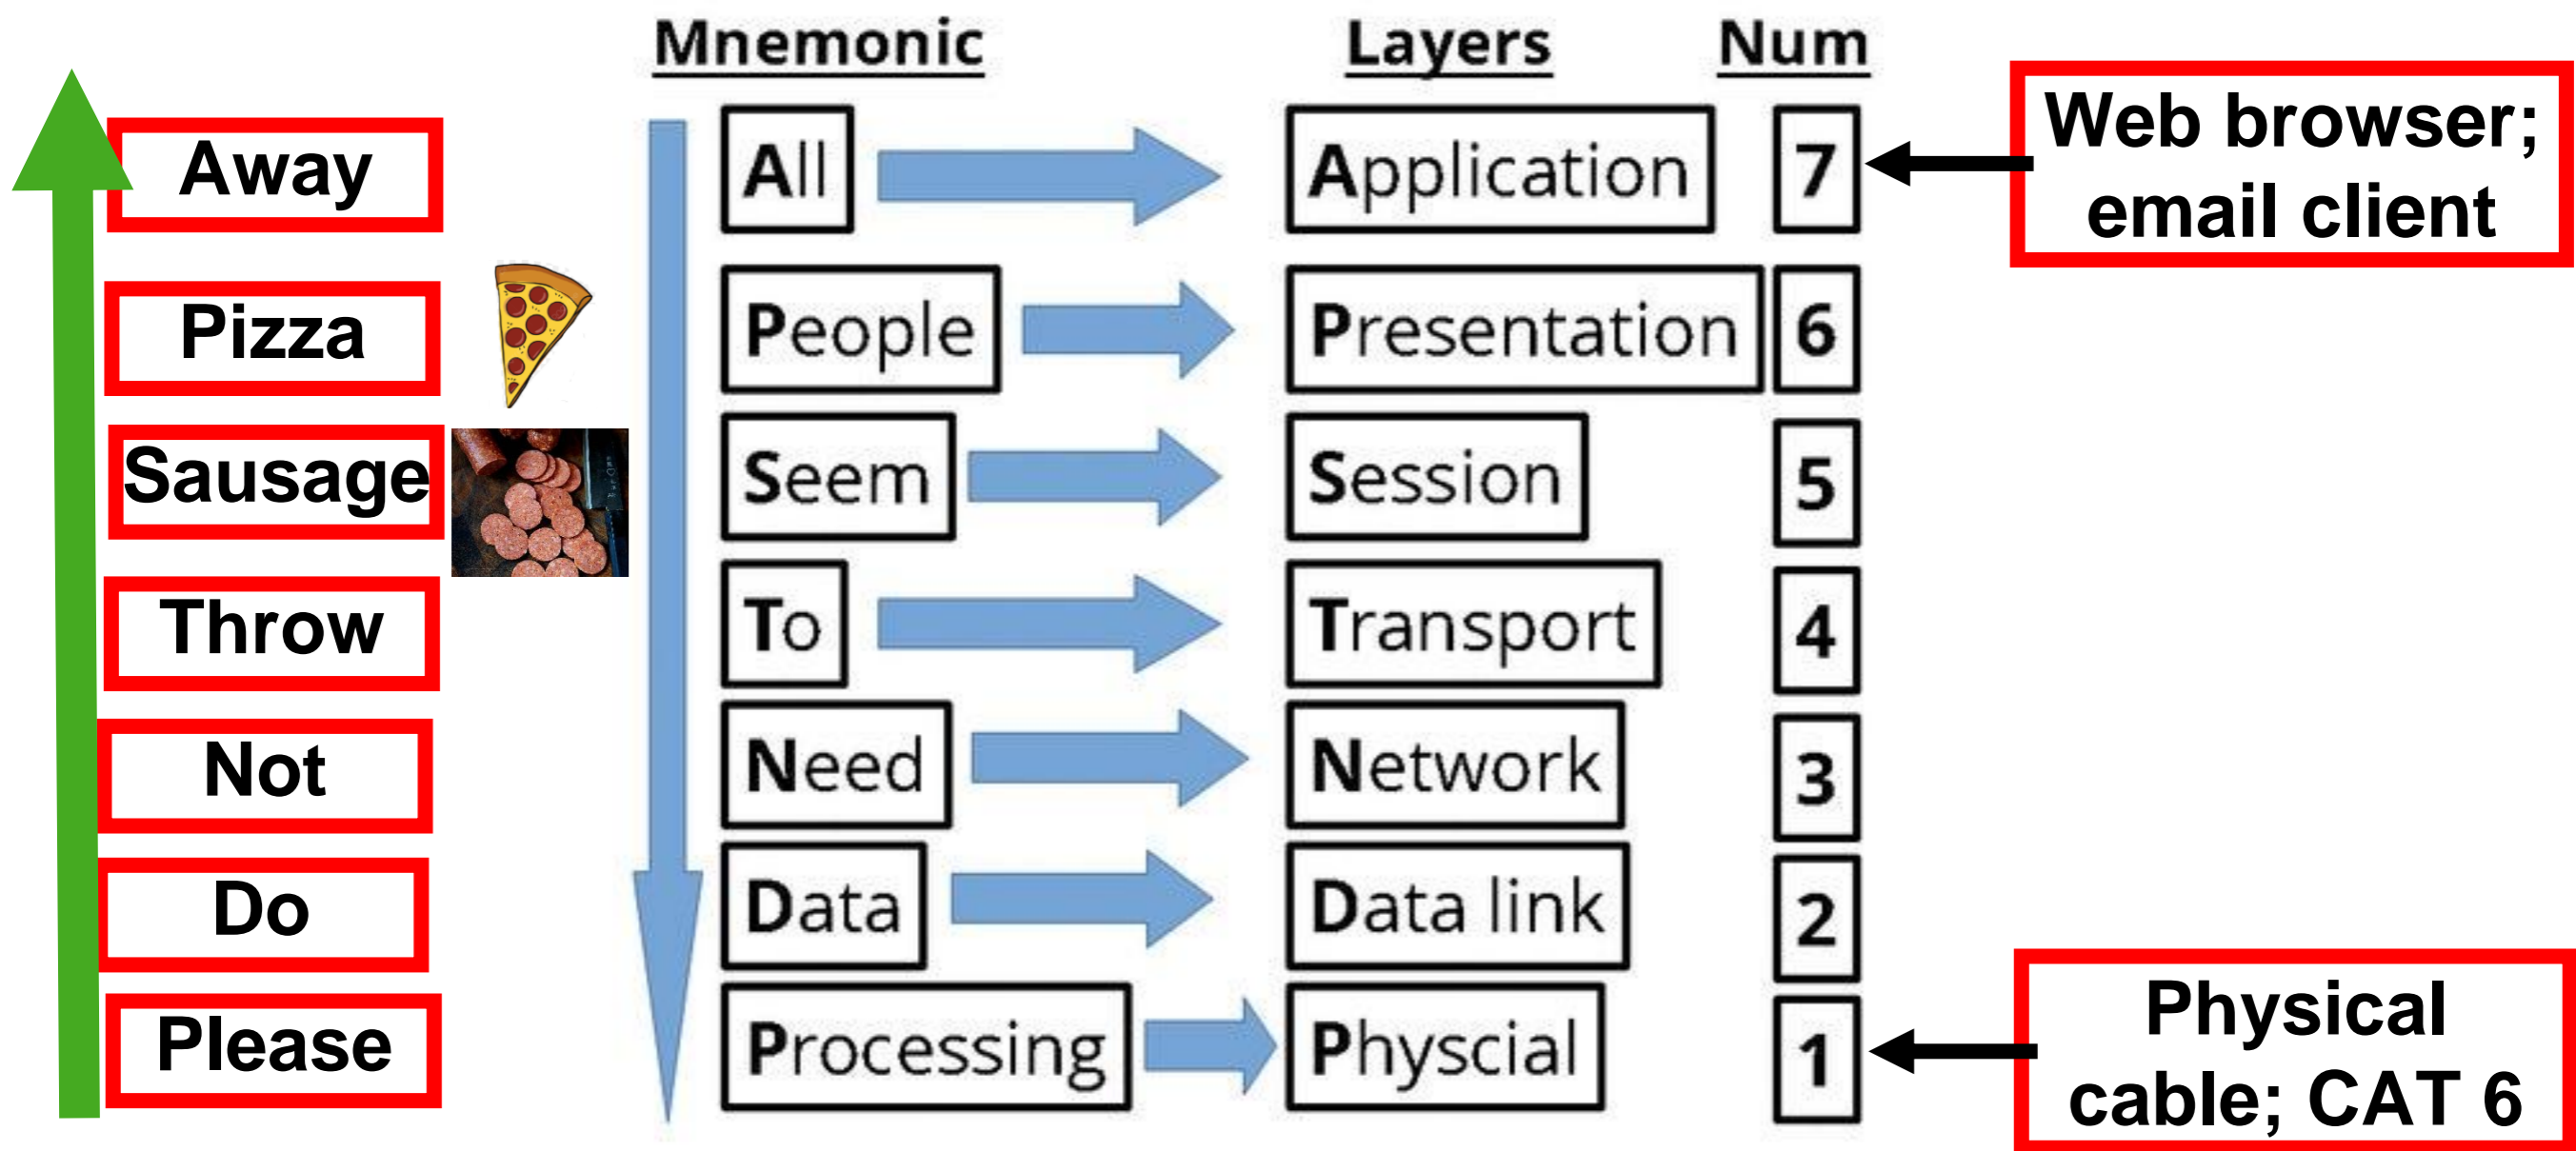 Mnemonic Layers Num
Away All Application 7 Web browser;
email client
Pizza People Presentation 6
Sausage Seem Session 5
Throw To Transport 4
Not Need Network 3
Do Data Data link 2
Please Processing Physcial 1 Physical
cable; CAT 6